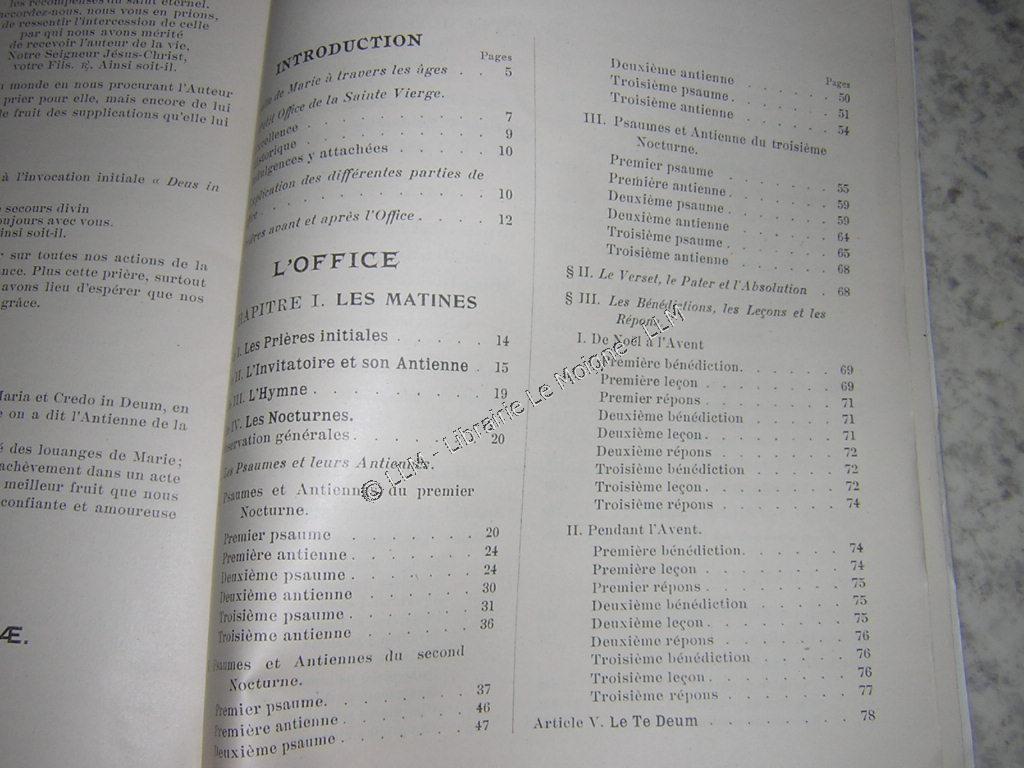 les récompenses du salut éternel.
accordez-nous, nous vous en prions,
de ressentir l'intercession de celle
par qui nous avons mérité
de recevoir l'auteur de la vie,
Notre Seigneur Jésus-Christ,
votre Fils. ℟. Ainsi soit-il.
monde en nous procurant l'Auteur
prier pour elle, mais encore de lui
le fruit des supplications qu'elle lui
à l'invocation initiale « Deus in
secours divin
toujours avec vous.
Ainsi soit-il.
sur toutes nos actions de la
Plus cette prière, surtout
avons lieu d'espérer que nos
grâce.
Maria et Credo in Deum, en
on a dit l'Antienne de la
des louanges de Marie;
achèvement dans un acte
meilleur fruit que nous
confiante et amoureuse
Æ.
INTRODUCTION
Pages
de Marie à travers les âges . . 5
Petit Office de la Sainte Vierge.
Excellence . . . . . 7
Historique . . . . . 9
Indulgences y attachées . . . 10
Explication des différentes parties de
. . . . . 10
avant et après l'Office . . . . 12
L'OFFICE
CHAPITRE I. LES MATINES
I. Les Prières initiales . . . . . 14
II. L'Invitatoire et son Antienne . 15
III. L'Hymne . . . . . 19
IV. Les Nocturnes.
Observation générales . . . . . 20
Les Psaumes et leurs Antiennes.
Psaumes et Antiennes du premier
Nocturne.
Premier psaume . . . . . 20
Première antienne . . . . . 24
Deuxième psaume . . . . . 24
Deuxième antienne . . . . . 30
Troisième psaume . . . . . 31
Troisième antienne . . . . . 36
Psaumes et Antiennes du second
Nocturne.
Premier psaume. . . . . . 37
Première antienne . . . . . 46
Deuxième psaume . . . . . 47
Pages
Deuxième antienne . . . . . 50
Troisième psaume. . . . . . 51
Troisième antienne . . . . . 54
III. Psaumes et Antienne du troisième
Nocturne.
Premier psaume . . . . . 55
Première antienne . . . . . 59
Deuxième psaume . . . . . 59
Deuxième antienne . . . . . 64
Troisième psaume . . . . . 65
Troisième antienne . . . . . 68
§ II. Le Verset, le Pater et l'Absolution . 68
§ III. Les Bénédictions, les Leçons et les
Répons.
I. De Noël à l'Avent
Première bénédiction. . . . . 69
Première leçon . . . . . 69
Premier répons . . . . . 71
Deuxième bénédiction . . . . 71
Deuxième leçon. . . . . . 71
Deuxième répons . . . . . 72
Troisième bénédiction . . . . 72
Troisième leçon . . . . . 72
Troisième répons . . . . . 74
II. Pendant l'Avent.
Première bénédiction. . . . . 74
Première leçon . . . . . 74
Premier répons . . . . . 75
Deuxième bénédiction . . . . 75
Deuxième leçon. . . . . . 75
Deuxième répons . . . . . 76
Troisième bénédiction . . . . 76
Troisième leçon . . . . . 76
Troisième répons . . . . . 77
Article V. Le Te Deum . . . . . 78
© LLM - Librairie Le Moigne - LLM